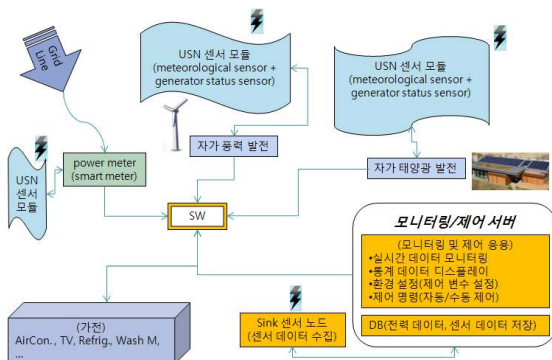 Grid
Line
USN 센서 모듈
(meteorological sensor +
generator status sensor)
USN 센서 모듈
(meteorological sensor +
generator status sensor)
자가 풍력 발전
자가 태양광 발전
power meter
(smart meter)
USN
센서
모듈
SW
모니터링/제어 서버
(모니터링 및 제어 응용)
•실시간 데이터 모니터링
•통계 데이터 디스플레이
•환경 설정(제어 변수 설정)
•제어 명령(자동/수동 제어)
DB(전력 데이터, 센서 데이터 저장)
(가전)
AirCon., TV, Refrig., Wash M,
...
Sink 센서 노드
(센서 데이터 수집)